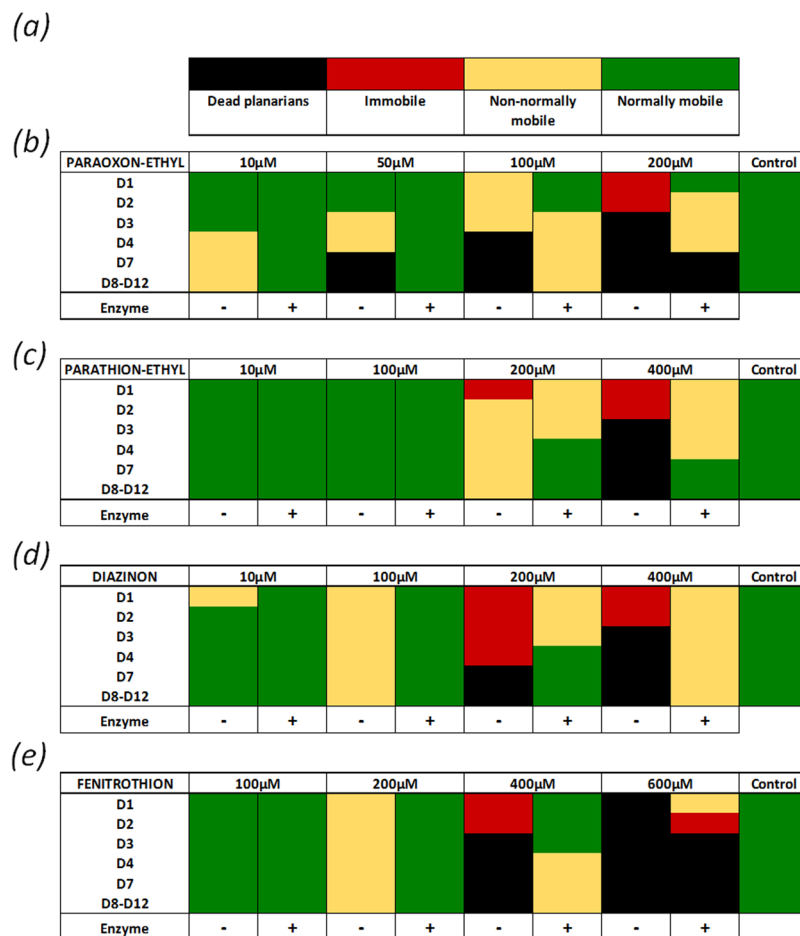 (a)
Dead planarians Immobile Non-normally mobile Normally mobile
(b)
PARAOXON-ETHYL 10µM 50µM 100µM 200µM Control
D1
D2
D3
D4
D7
D8-D12
Enzyme - + - + - + - +
(c)
PARATHION-ETHYL 10µM 100µM 200µM 400µM Control
D1
D2
D3
D4
D7
D8-D12
Enzyme - + - + - + - +
(d)
DIAZINON 10µM 100µM 200µM 400µM Control
D1
D2
D3
D4
D7
D8-D12
Enzyme - + - + - + - +
(e)
FENITROTHION 100µM 200µM 400µM 600µM Control
D1
D2
D3
D4
D7
D8-D12
Enzyme - + - + - + - +